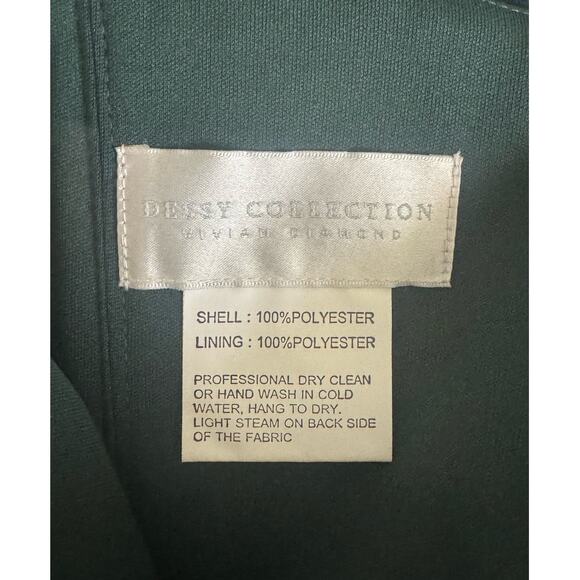 DESSY COLLECTION
VIVIAN DIAMOND
SHELL : 100%POLYESTER
LINING : 100%POLYESTER
PROFESSIONAL DRY CLEAN
OR HAND WASH IN COLD
WATER, HANG TO DRY.
LIGHT STEAM ON BACK SIDE
OF THE FABRIC